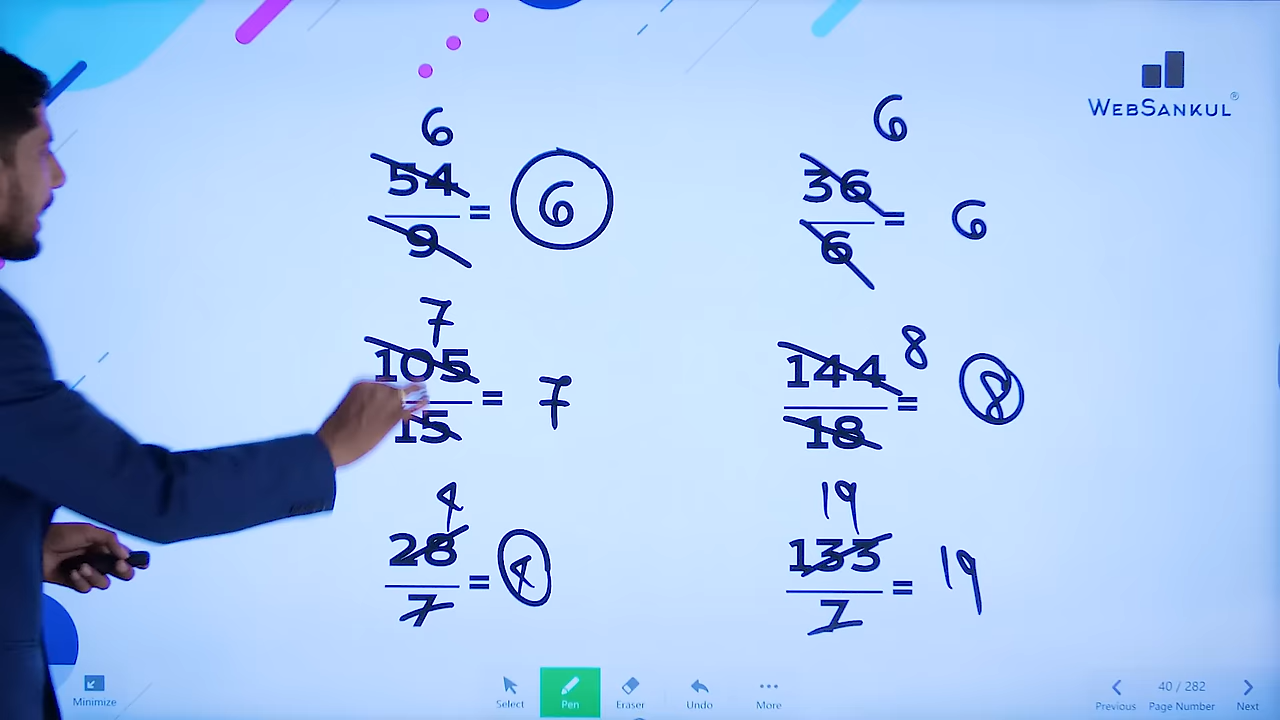 WEBSANKUL®
6 6
54/9 = 6 36/6 = 6
7 8
105/15 = 7 144/18 = 8
4 19
28/7 = 4 133/7 = 19
Minimize Select Pen Eraser Undo More Previous 40 / 282 Page Number Next